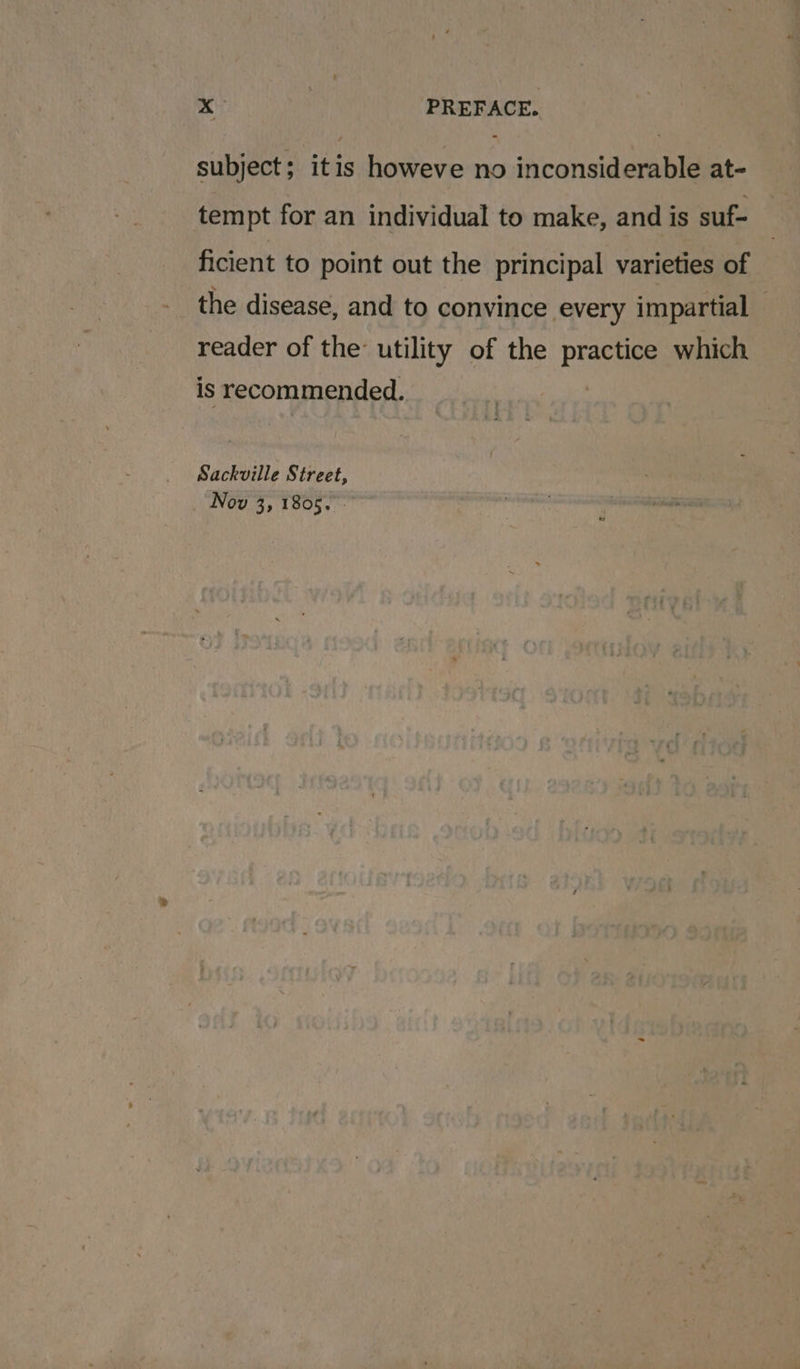 x PREFACE.
subject; it is howeve no inconsiderable at-
tempt for an individual to make, and is suf-
ficient to point out the principal varieties of
the disease, and to convince every impartial
reader of the utility of the practice which
is recommended.
Sackville Street,
Nov 3, 1805.